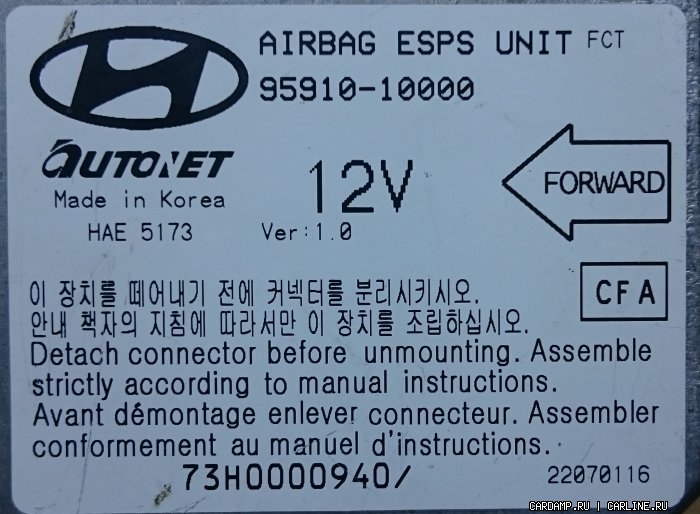 AIRBAG ESPS UNIT FCT
95910-10000
AUTONET
Made in Korea
12V
FORWARD
HAE 5173
Ver:1.0
CFA
이 장치를 떼어내기 전에 커넥터를 분리시키시오.
안내 책자의 지침에 따라서만 이 장치를 조립하십시오.
Detach connector before unmounting. Assemble
strictly according to manual instructions.
Avant démontage enlever connecteur. Assembler
conformement au manuel d'instructions.
73H0000940/
22070116
CARDAMP.RU | CARLINE.RU